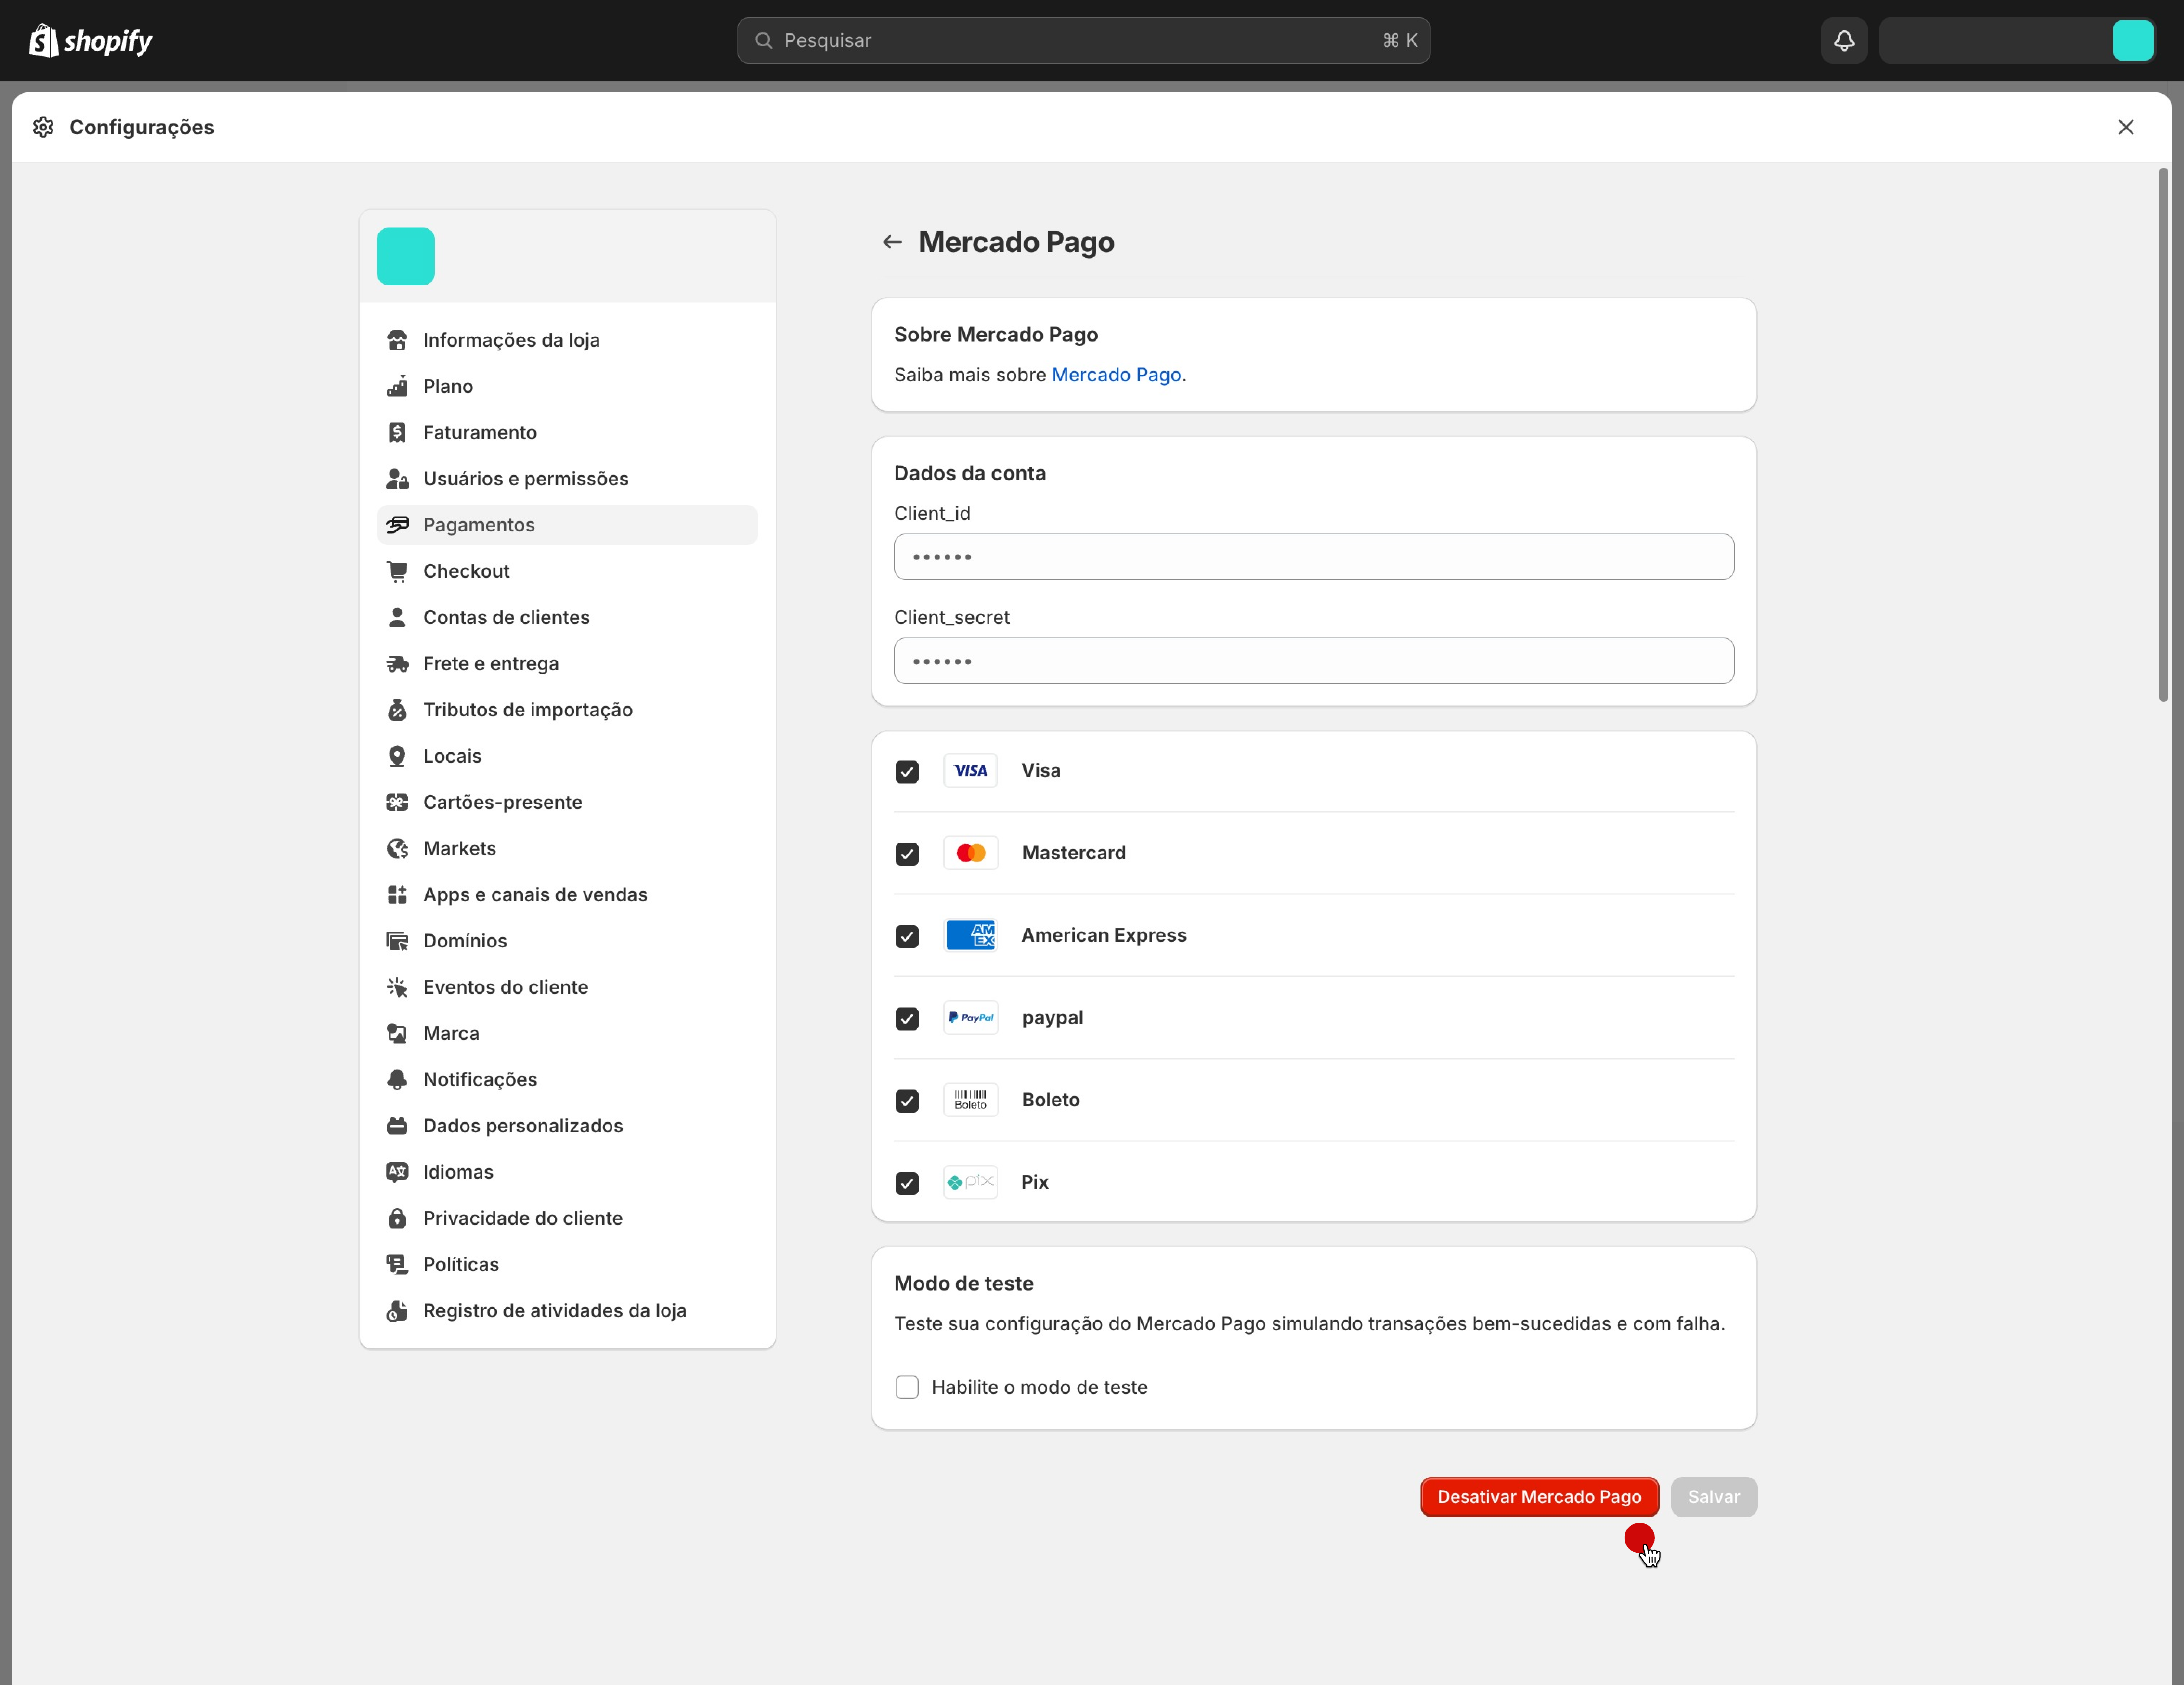 shopify
Pesquisar
⌘ K
Configurações
Informações da loja
Plano
Faturamento
Usuários e permissões
Pagamentos
Checkout
Contas de clientes
Frete e entrega
Tributos de importação
Locais
Cartões-presente
Markets
Apps e canais de vendas
Domínios
Eventos do cliente
Marca
Notificações
Dados personalizados
Idiomas
Privacidade do cliente
Políticas
Registro de atividades da loja
Mercado Pago
Sobre Mercado Pago
Saiba mais sobre Mercado Pago.
Dados da conta
Client_id
••••••
Client_secret
••••••
VISA Visa
Mastercard
AM
EX
American Express
PayPal paypal
Boleto Boleto
pix Pix
Modo de teste
Teste sua configuração do Mercado Pago simulando transações bem-sucedidas e com falha.
Habilite o modo de teste
Desativar Mercado Pago
Salvar